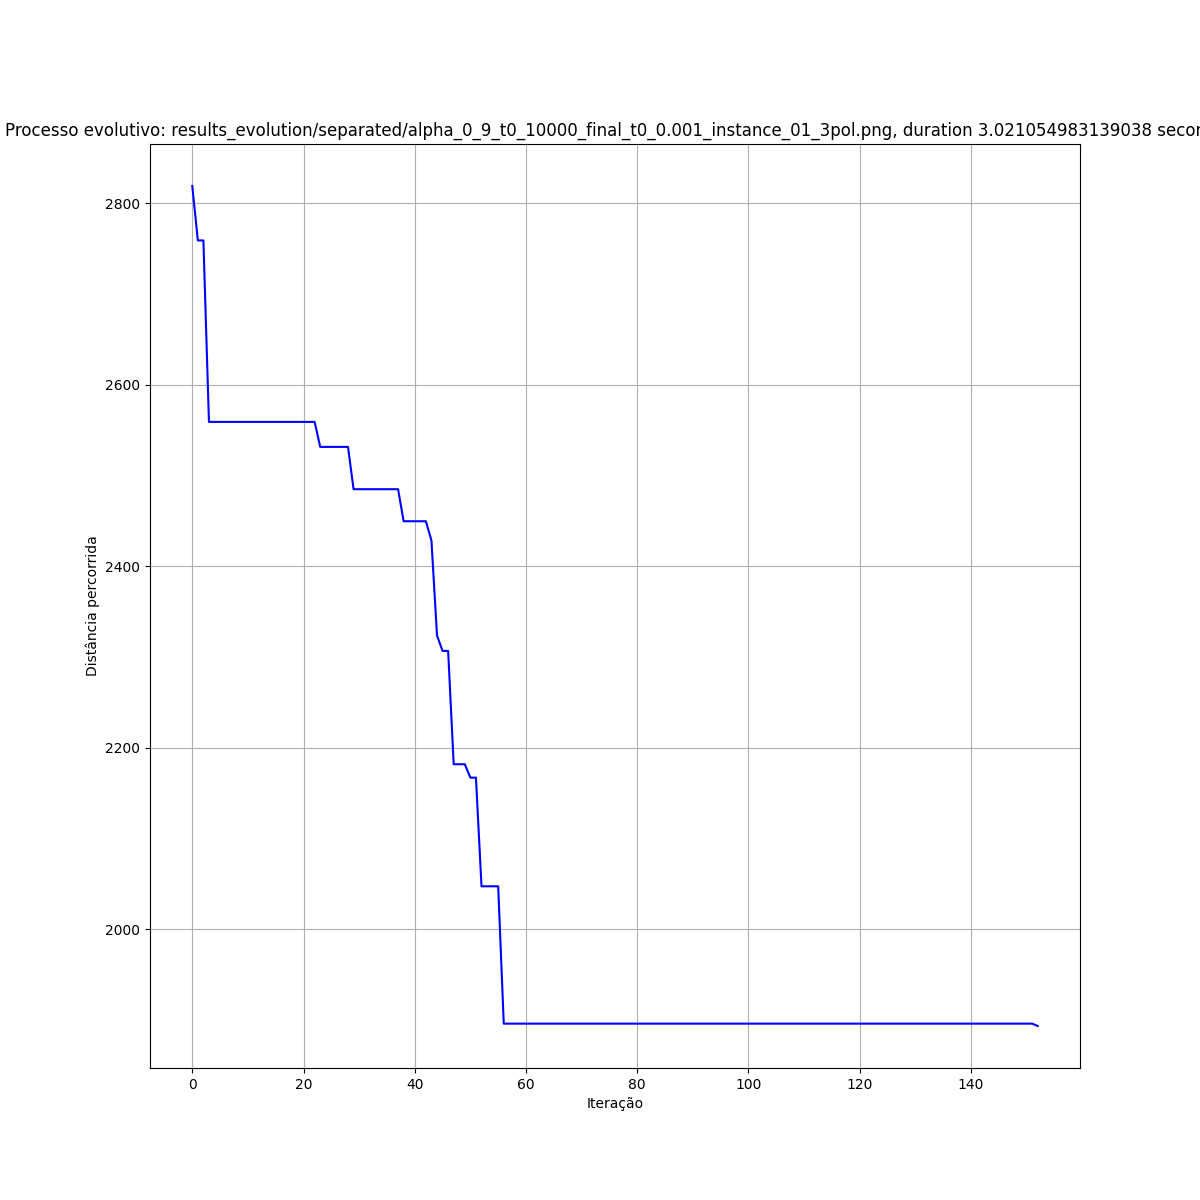 Processo evolutivo: results_evolution/separated/alpha_0_9_t0_10000_final_t0_0.001_instance_01_3pol.png, duration 3.021054983139038
2800
2600
2400
2200
2000
Distância percorrida
0 20 40 60 80 100 120 140
Iteração